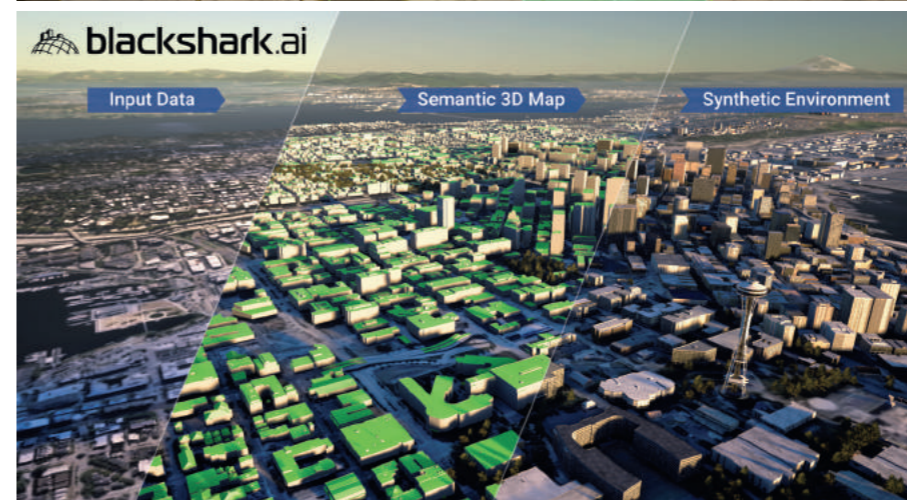 blackshark.ai
Input Data
Semantic 3D Map
Synthetic Environment